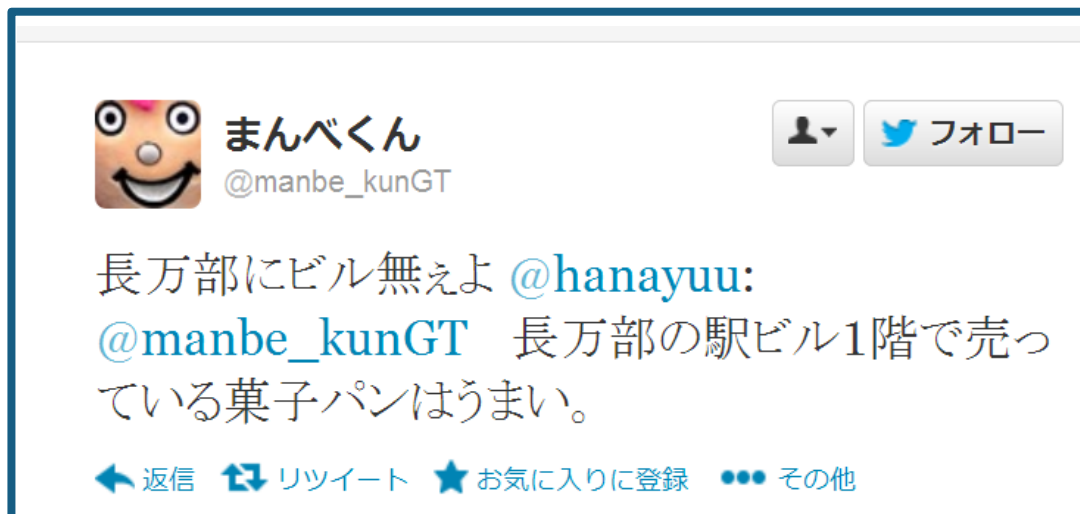 まんべくん
@manbe_kunGT
フォロー
長万部にビル無ぇよ @hanayuu:
@manbe_kunGT　長万部の駅ビル1階で売っ
ている菓子パンはうまい。
返信 リツイート お気に入りに登録 その他